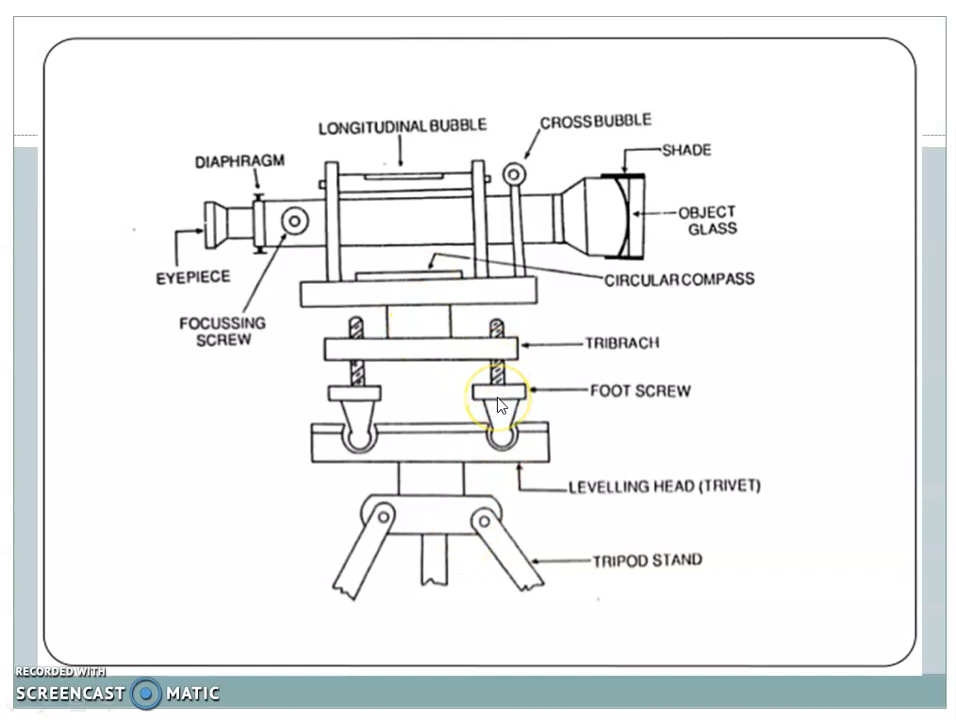 LONGITUDINAL BUBBLE
CROSS BUBBLE
DIAPHRAGM
SHADE
OBJECT
GLASS
EYEPIECE
CIRCULAR COMPASS
FOCUSSING
SCREW
TRIBRACH
FOOT SCREW
LEVELLING HEAD (TRIVET)
TRIPOD STAND
RECORDED WITH
SCREENCAST MATIC